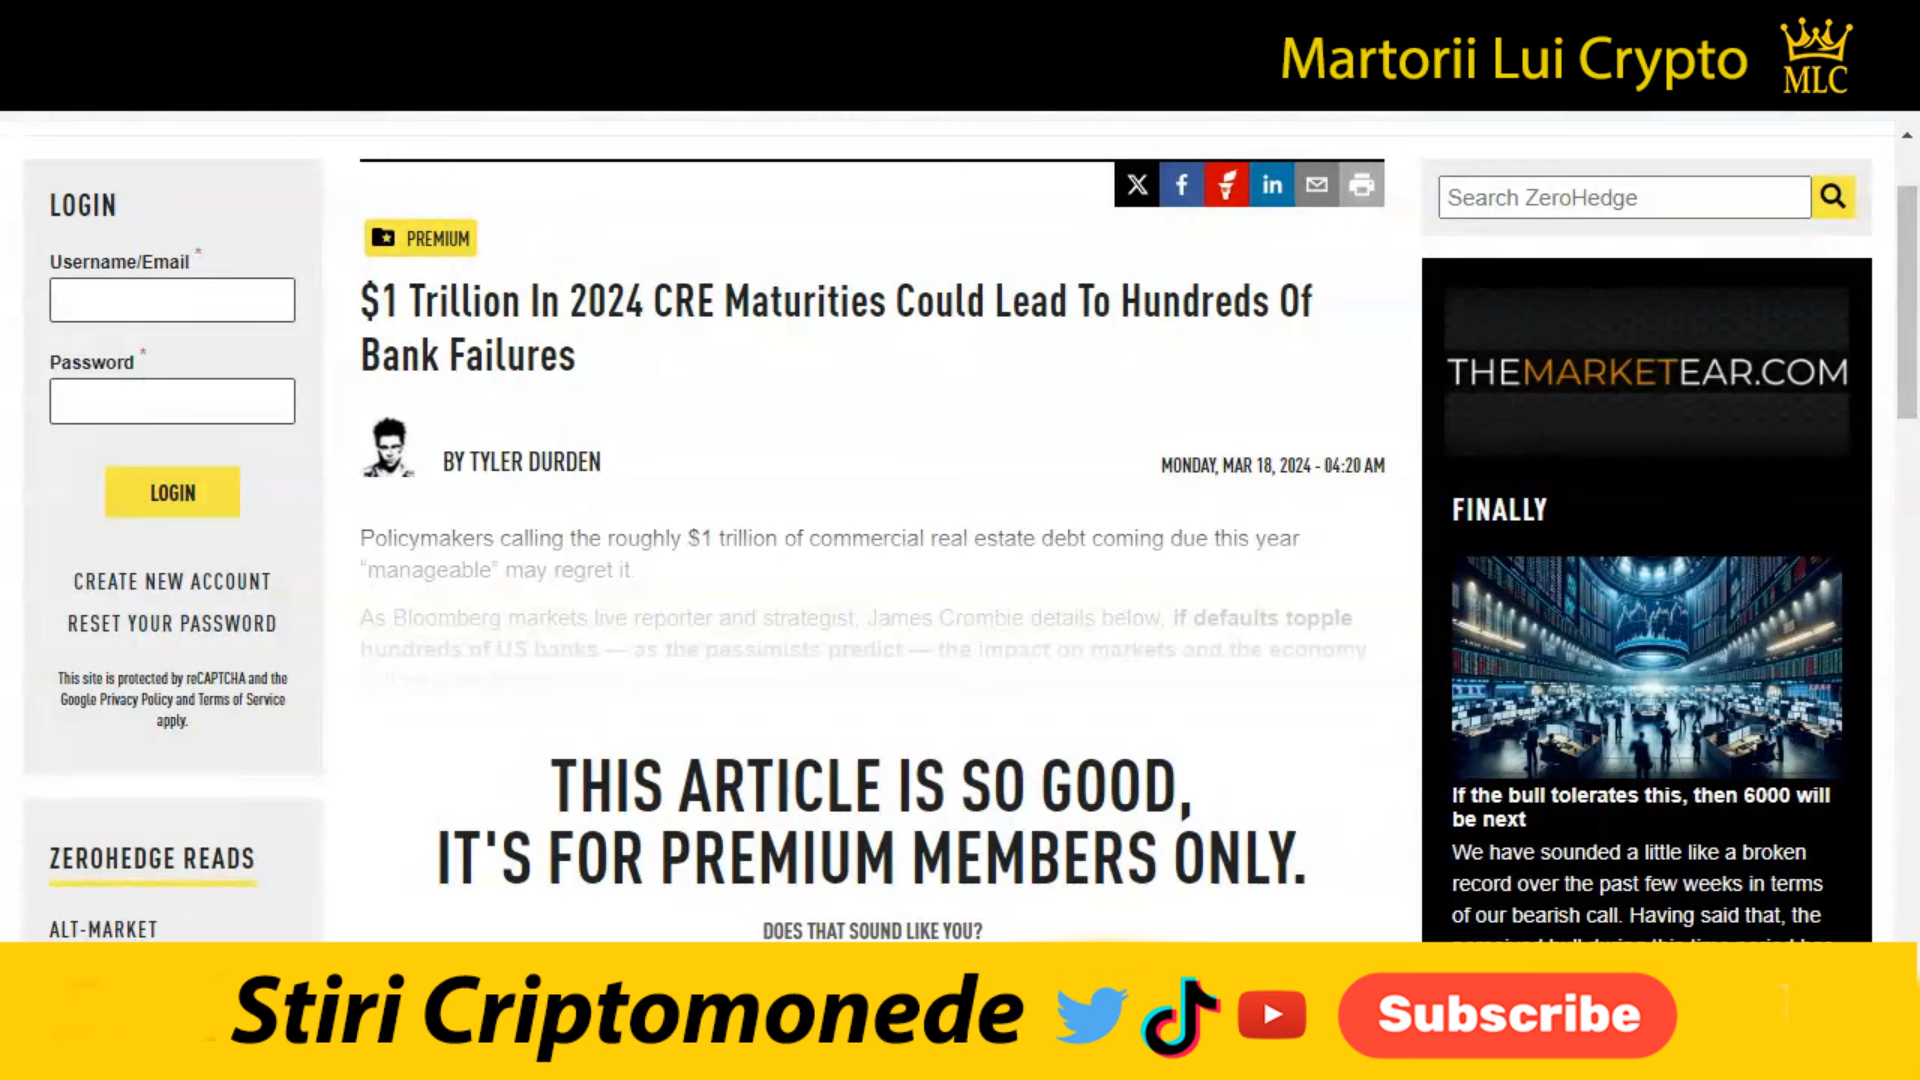 Martorii Lui Crypto
MLC
LOGIN
Username/Email *
Password *
LOGIN
CREATE NEW ACCOUNT
RESET YOUR PASSWORD
This site is protected by reCAPTCHA and the
Google Privacy Policy and Terms of Service
apply.
ZEROHEDGE READS
ALT-MARKET
PREMIUM
$1 Trillion In 2024 CRE Maturities Could Lead To Hundreds Of
Bank Failures
BY TYLER DURDEN
MONDAY, MAR 18, 2024 - 04:20 AM
Policymakers calling the roughly $1 trillion of commercial real estate debt coming due this year
“manageable” may regret it.
As Bloomberg markets live reporter and strategist, James Crombie details below, if defaults topple
hundreds of US banks — as the pessimists predict — the impact on markets and the economy
THIS ARTICLE IS SO GOOD,
IT'S FOR PREMIUM MEMBERS ONLY.
DOES THAT SOUND LIKE YOU?
Search ZeroHedge
THEMARKETEAR.COM
FINALLY
If the bull tolerates this, then 6000 will
be next
We have sounded a little like a broken
record over the past few weeks in terms
of our bearish call. Having said that, the
Stiri Criptomonede
Subscribe